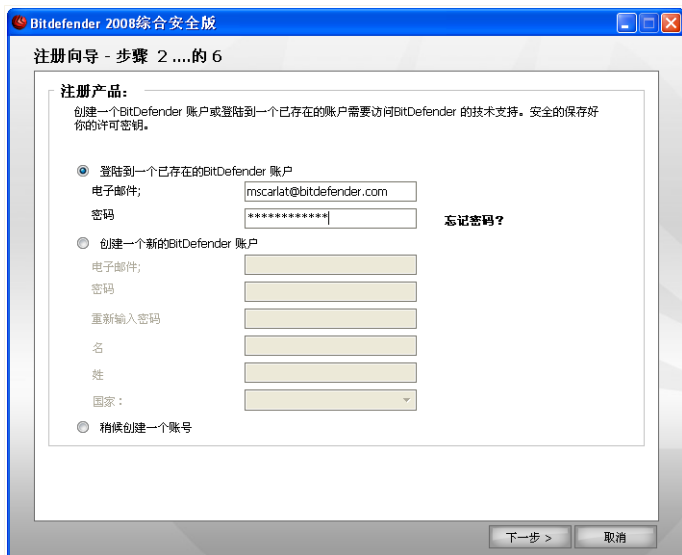 Bitdefender 2008综合安全版
注册向导 - 步骤 2 ....的 6
注册产品:
创建一个BitDefender 账户或登陆到一个已存在的账户需要访问BitDefender 的技术支持。安全的保存好
你的许可密钥。
登陆到一个已存在的BitDefender 账户
电子邮件;
mscarlat@bitdefender.com
密码
************
忘记密码?
创建一个新的BitDefender 账户
电子邮件;
密码
重新输入密码
名
姓
国家:
稍候创建一个账号
下一步 >
取消